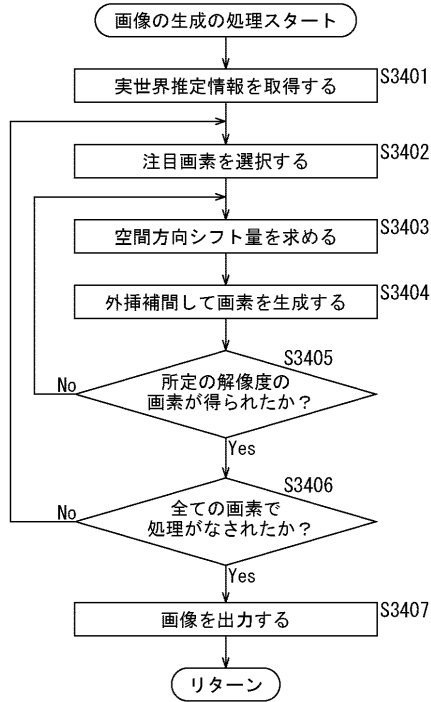 画像の生成の処理スタート
実世界推定情報を取得する
S3401
注目画素を選択する
S3402
空間方向シフト量を求める
S3403
外挿補間して画素を生成する
S3404
所定の解像度の
画素が得られたか？
S3405
No
Yes
全ての画素で
処理がなされたか？
S3406
No
Yes
画像を出力する
S3407
リターン